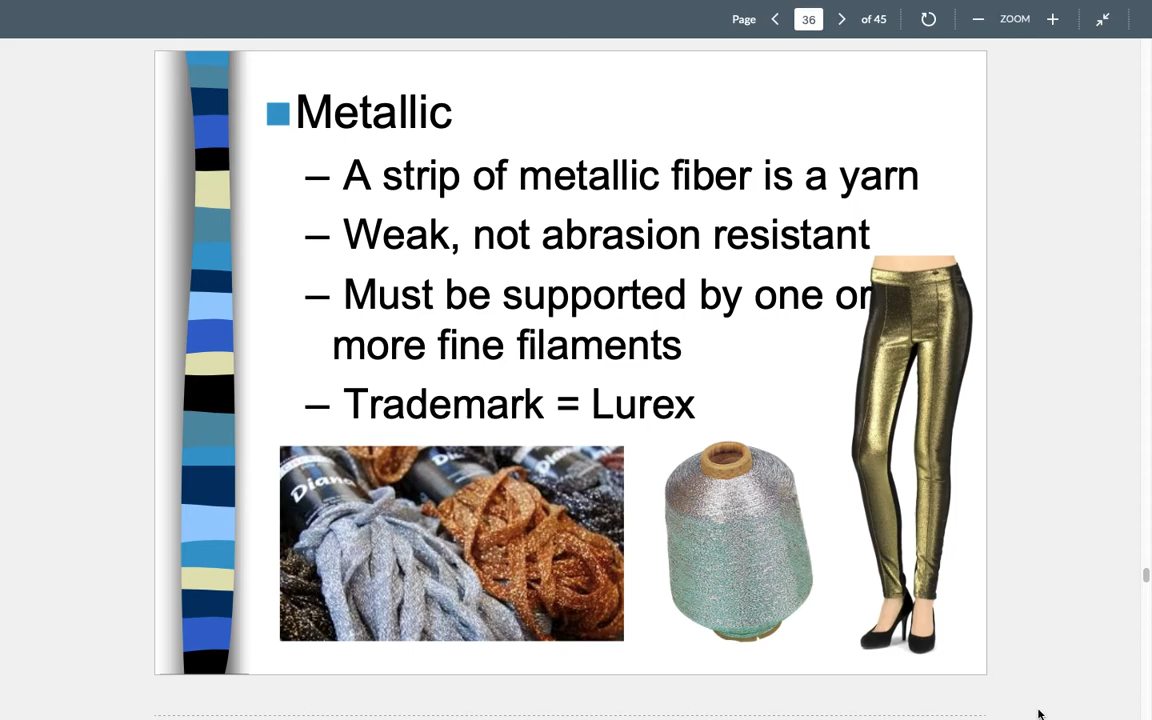 Page 36 of 45 ZOOM
Metallic
– A strip of metallic fiber is a yarn
– Weak, not abrasion resistant
– Must be supported by one or
more fine filaments
– Trademark = Lurex
Diana